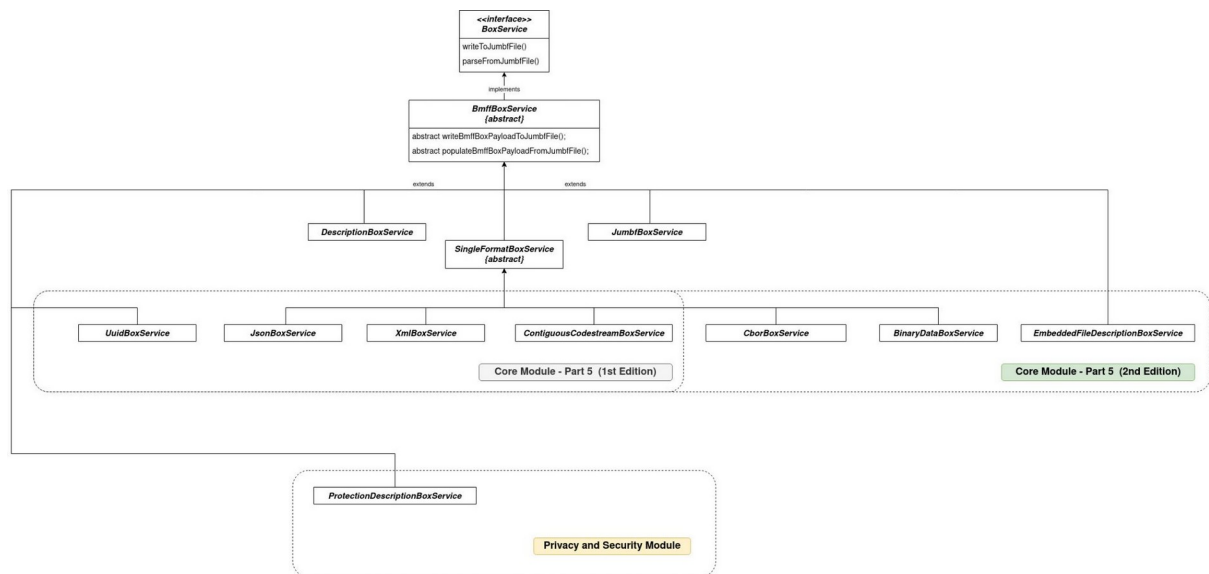 <<interface>>
BoxService
writeToJumbfFile()
parseFromJumbfFile()
implements
BmffBoxService
{abstract}
abstract writeBmffBoxPayloadToJumbfFile();
abstract populateBmffBoxPayloadFromJumbfFile();
extends
extends
DescriptionBoxService
JumbfBoxService
SingleFormatBoxService
{abstract}
UuidBoxService
JsonBoxService
XmlBoxService
ContiguousCodestreamBoxService
CborBoxService
BinaryDataBoxService
EmbeddedFileDescriptionBoxService
Core Module - Part 5 (1st Edition)
Core Module - Part 5 (2nd Edition)
ProtectionDescriptionBoxService
Privacy and Security Module